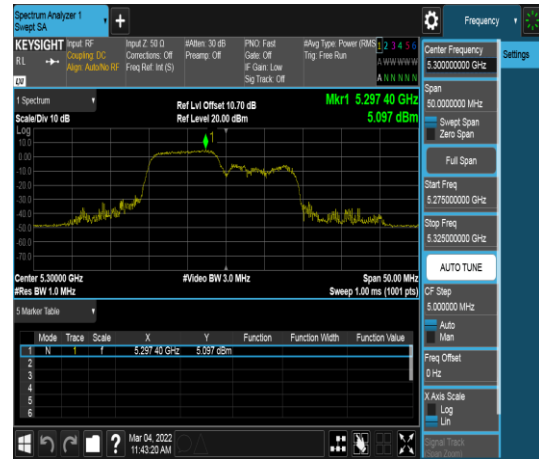 Spectrum Analyzer 1
Swept SA
+
Frequency
KEYSIGHT
Input: RF
Input Z: 50 Ω
#Atten: 30 dB
PNO: Fast
#Avg Type: Power (RMS
1 2 3 4 5 6
RL
Coupling: DC
Corrections: Off
Preamp: Off
Gate: Off
Trig: Free Run
A WW WW W
Align: Auto/No RF
Freq Ref: Int (S)
IF Gain: Low
Sig Track: Off
A N N N N N
LXI
1 Spectrum
Ref Lvl Offset 10.70 dB
Mkr1 5.297 40 GHz
Scale/Div 10 dB
Ref Level 20.00 dBm
5.097 dBm
Log
1
10.0
0.00
-10.0
-20.0
-30.0
-40.0
-50.0
-60.0
-70.0
Center 5.30000 GHz
#Video BW 3.0 MHz
Span 50.00 MHz
#Res BW 1.0 MHz
Sweep 1.00 ms (1001 pts)
5 Marker Table
Mode Trace Scale X Y Function Function Width Function Value
1 N 1 f 5.297 40 GHz 5.097 dBm
2
3
4
5
6
Mar 04, 2022
11:43:20 AM
?
Center Frequency
5.300000000 GHz
Settings
Span
50.0000000 MHz
Swept Span
Zero Span
Full Span
Start Freq
5.275000000 GHz
Stop Freq
5.325000000 GHz
AUTO TUNE
CF Step
5.000000 MHz
Auto
Man
Freq Offset
0 Hz
X Axis Scale
Log
Lin
Signal Track
(Span Zoom)